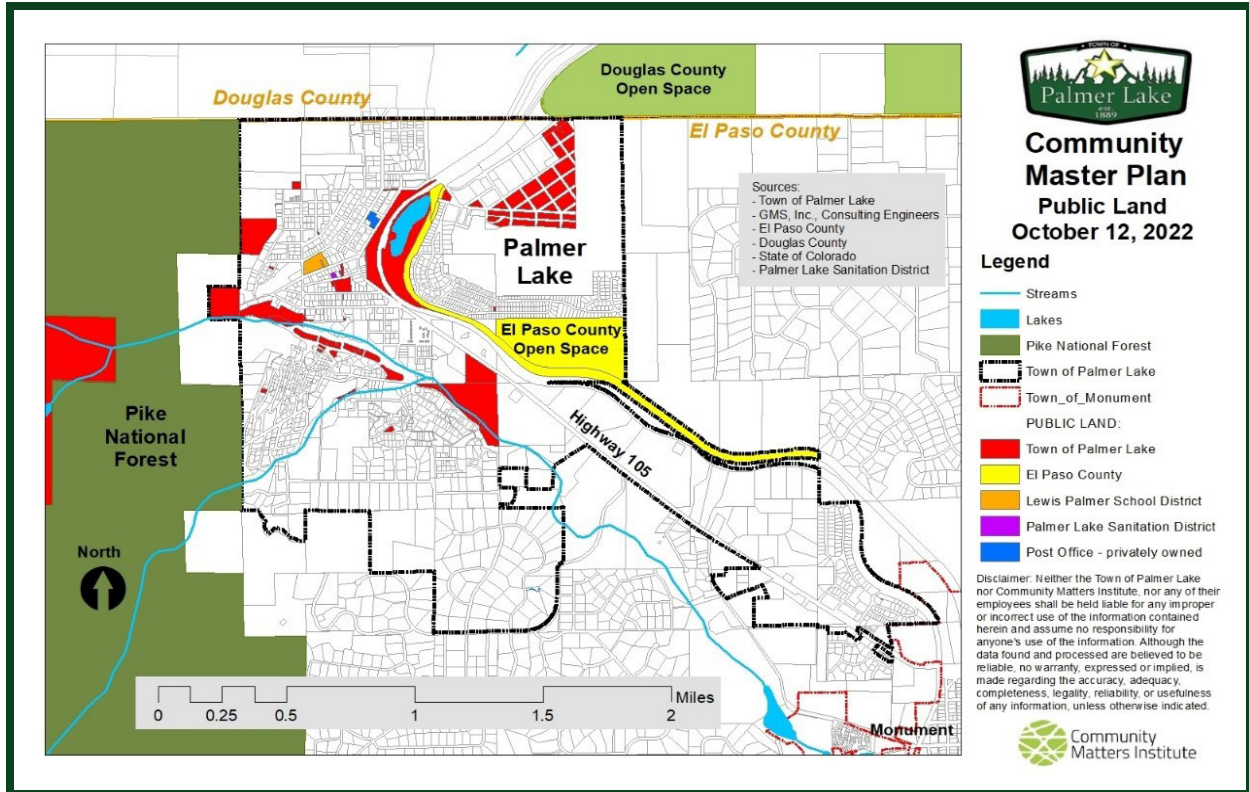 Douglas County
Open Space
Douglas County
El Paso County
Sources:
- Town of Palmer Lake
- GMS, Inc., Consulting Engineers
- El Paso County
- Douglas County
- State of Colorado
- Palmer Lake Sanitation District
Palmer
Lake
El Paso County
Open Space
Pike
National
Forest
Highway 105
North
Miles
0 0.25 0.5 1 1.5 2
Monument
TOWN OF
Palmer Lake
est.
1889
Community
Master Plan
Public Land
October 12, 2022
Legend
Streams
Lakes
Pike National Forest
Town of Palmer Lake
Town_of_Monument
PUBLIC LAND:
Town of Palmer Lake
El Paso County
Lewis Palmer School District
Palmer Lake Sanitation District
Post Office - privately owned
Disclaimer: Neither the Town of Palmer Lake
nor Community Matters Institute, nor any of their
employees shall be held liable for any improper
or incorrect use of the information contained
herein and assume no responsibility for
anyone's use of the information. Although the
data found and processed are believed to be
reliable, no warranty, expressed or implied, is
made regarding the accuracy, adequacy,
completeness, legality, reliability, or usefulness
of any information, unless otherwise indicated.
Community
Matters Institute